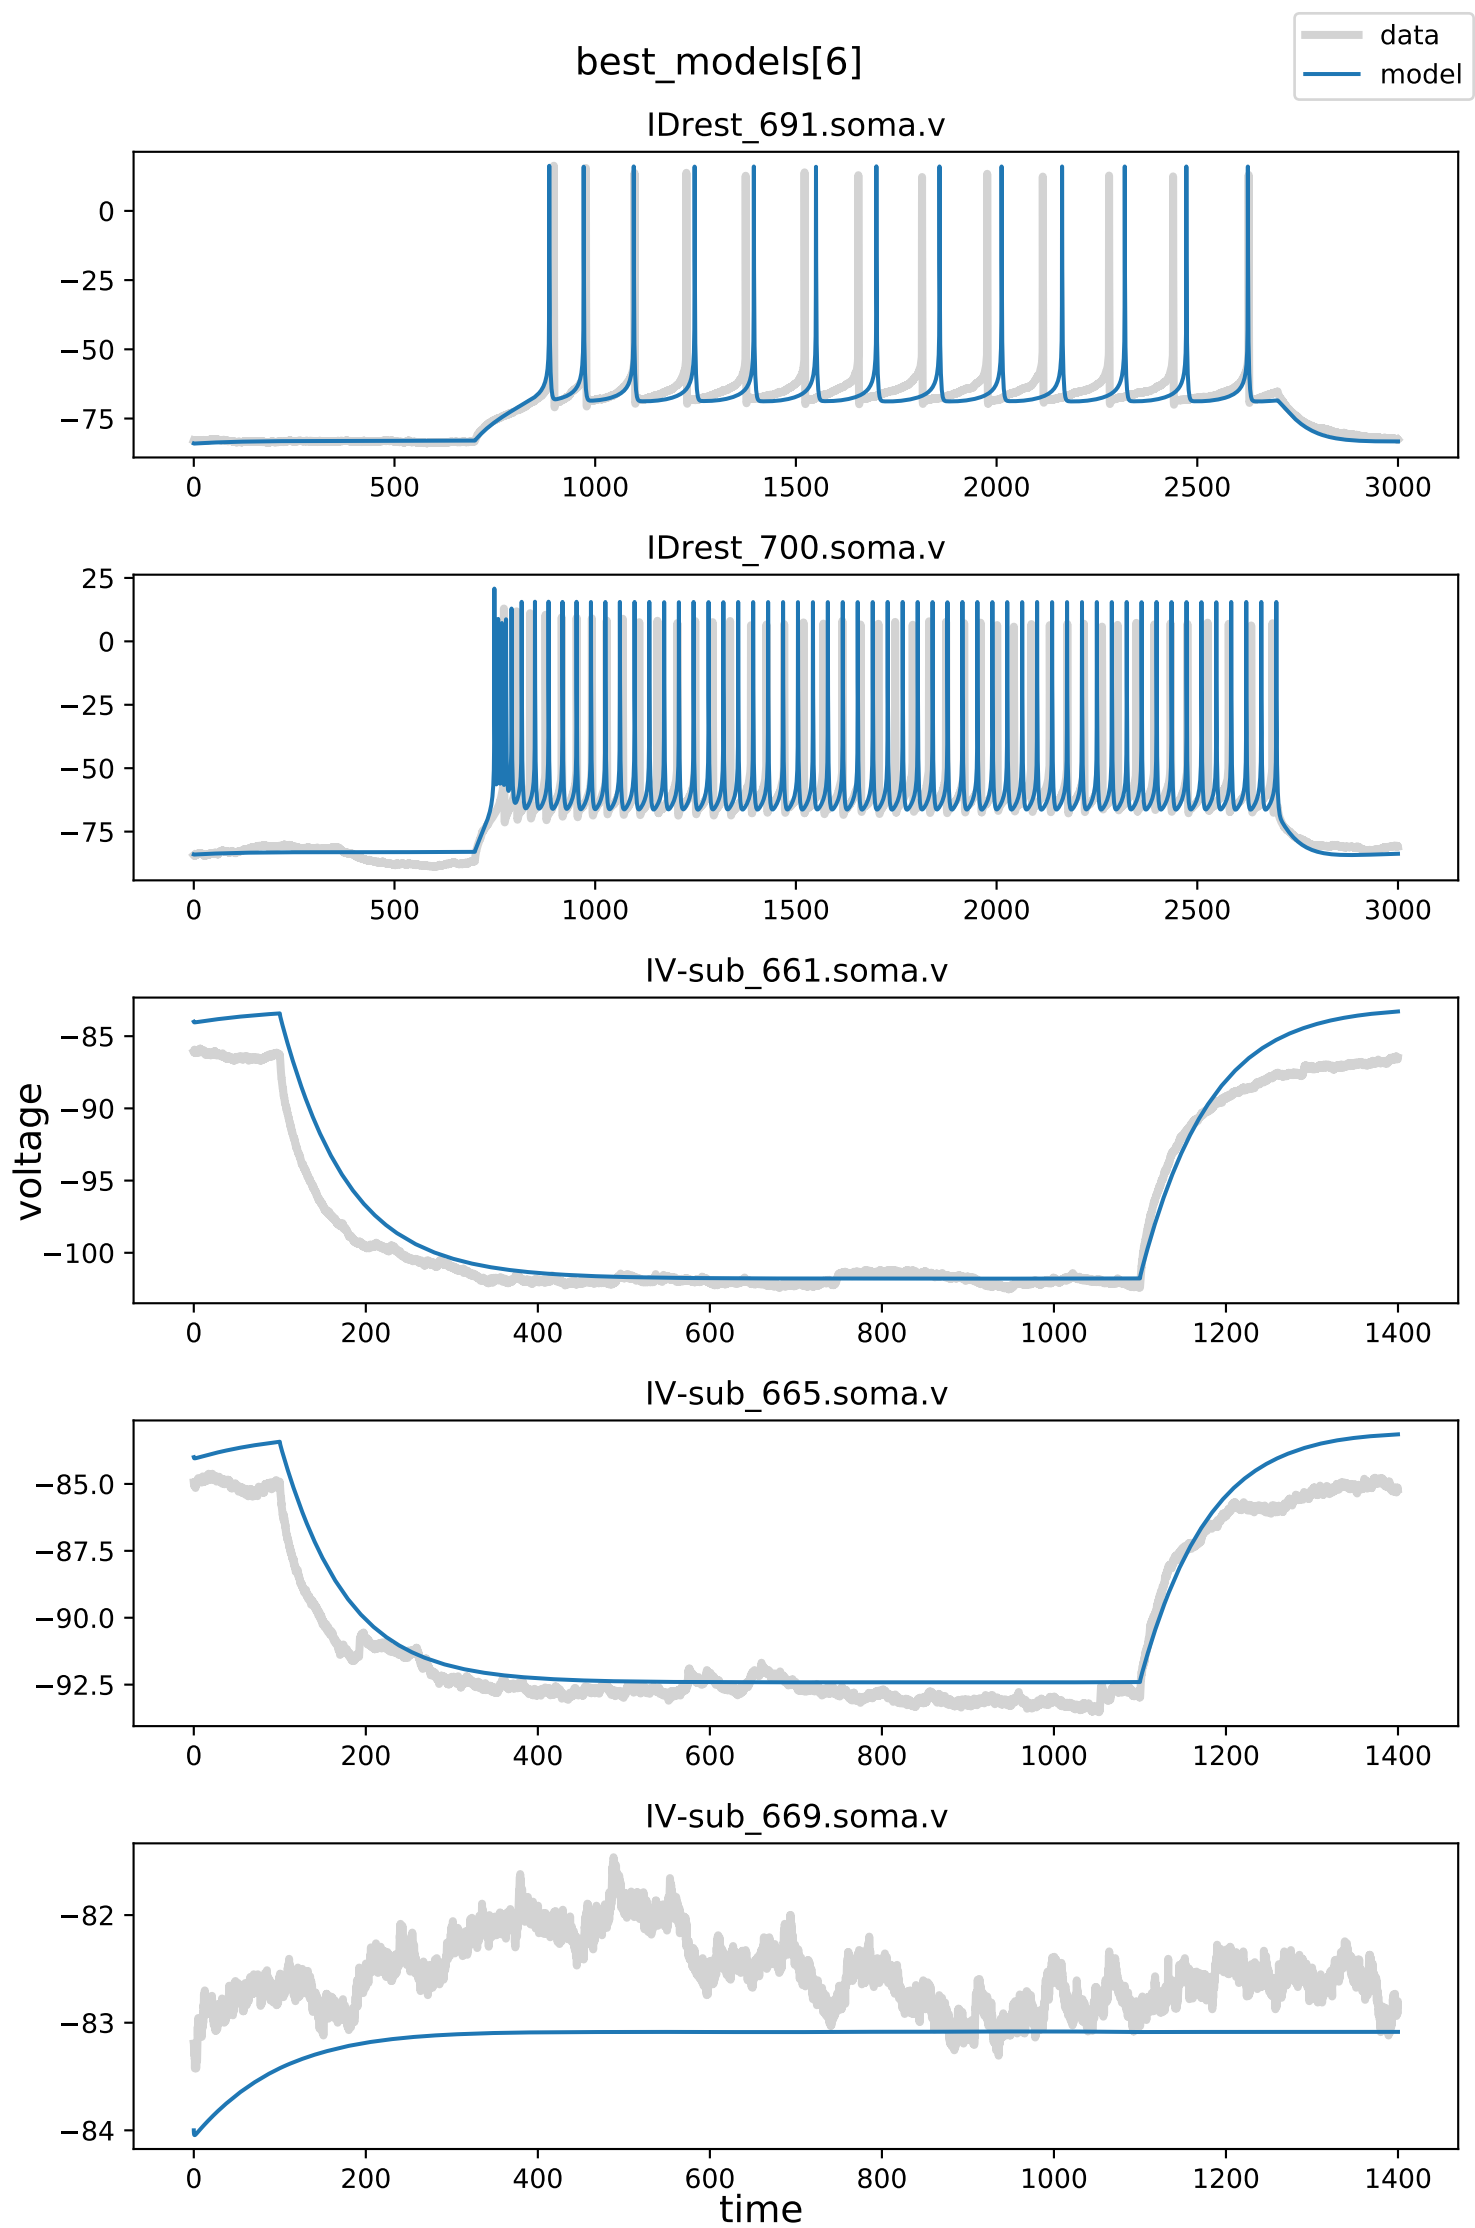 best_models[6]
data
model
IDrest_691.soma.v
0
−25
−50
−75
0 500 1000 1500 2000 2500 3000
IDrest_700.soma.v
25
0
−25
−50
−75
0 500 1000 1500 2000 2500 3000
IV-sub_661.soma.v
−85
−90
−95
−100
0 200 400 600 800 1000 1200 1400
voltage
IV-sub_665.soma.v
−85.0
−87.5
−90.0
−92.5
0 200 400 600 800 1000 1200 1400
IV-sub_669.soma.v
−82
−83
−84
0 200 400 600 800 1000 1200 1400
time